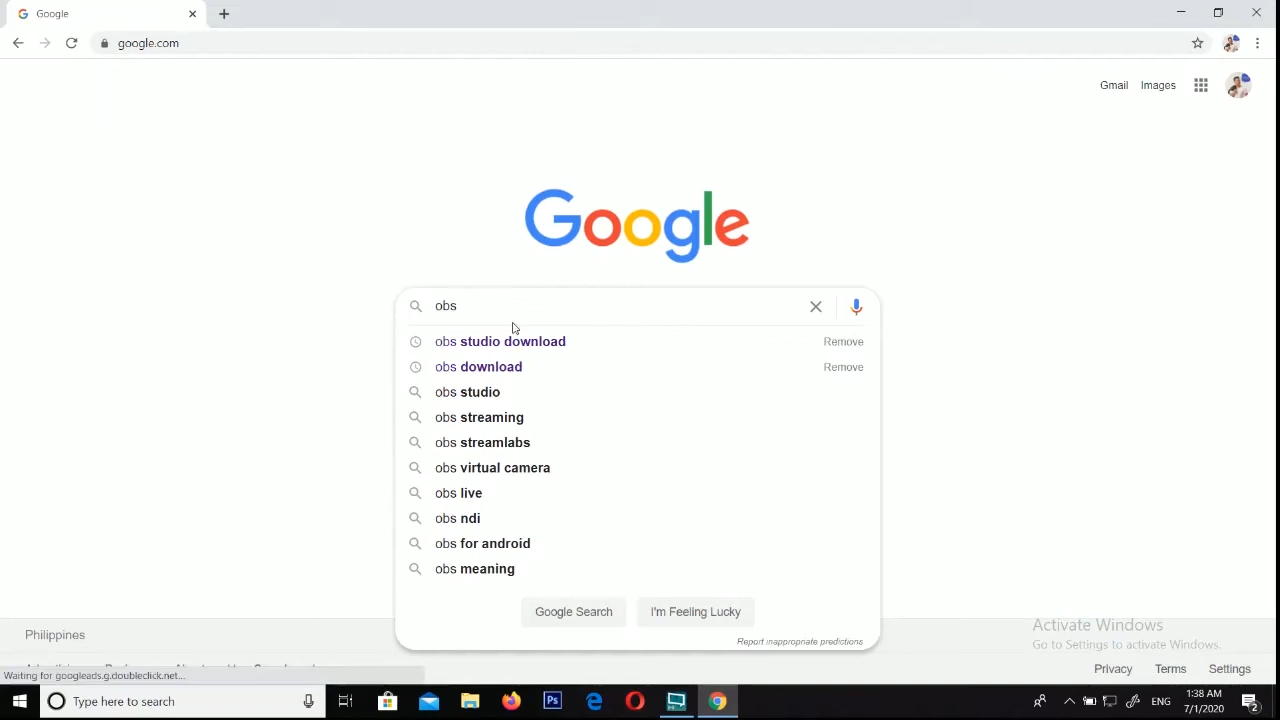 Google
google.com
Gmail Images
Google
obs
obs studio download Remove
obs download Remove
obs studio
obs streaming
obs streamlabs
obs virtual camera
obs live
obs ndi
obs for android
obs meaning
Google Search I'm Feeling Lucky
Report inappropriate predictions
Activate Windows
Go to Settings to activate Windows.
Philippines
Privacy Terms Settings
Waiting for googleads.g.doubleclick.net...
Type here to search
Ps
ENG
1:38 AM
7/1/2020
2